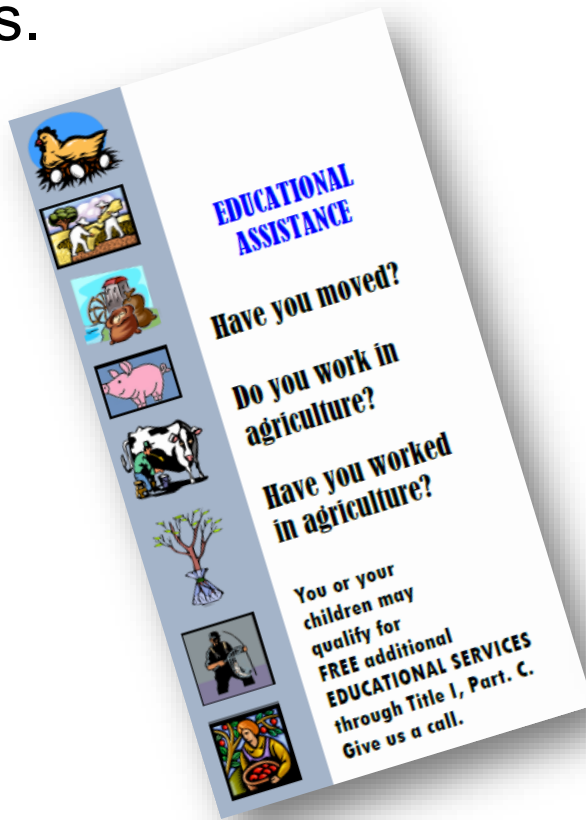 s.
EDUCATIONAL
ASSISTANCE
Have you moved?
Do you work in
agriculture?
Have you worked
in agriculture?
You or your
children may
qualify for
FREE additional
EDUCATIONAL SERVICES
through Title I, Part. C.
Give us a call.